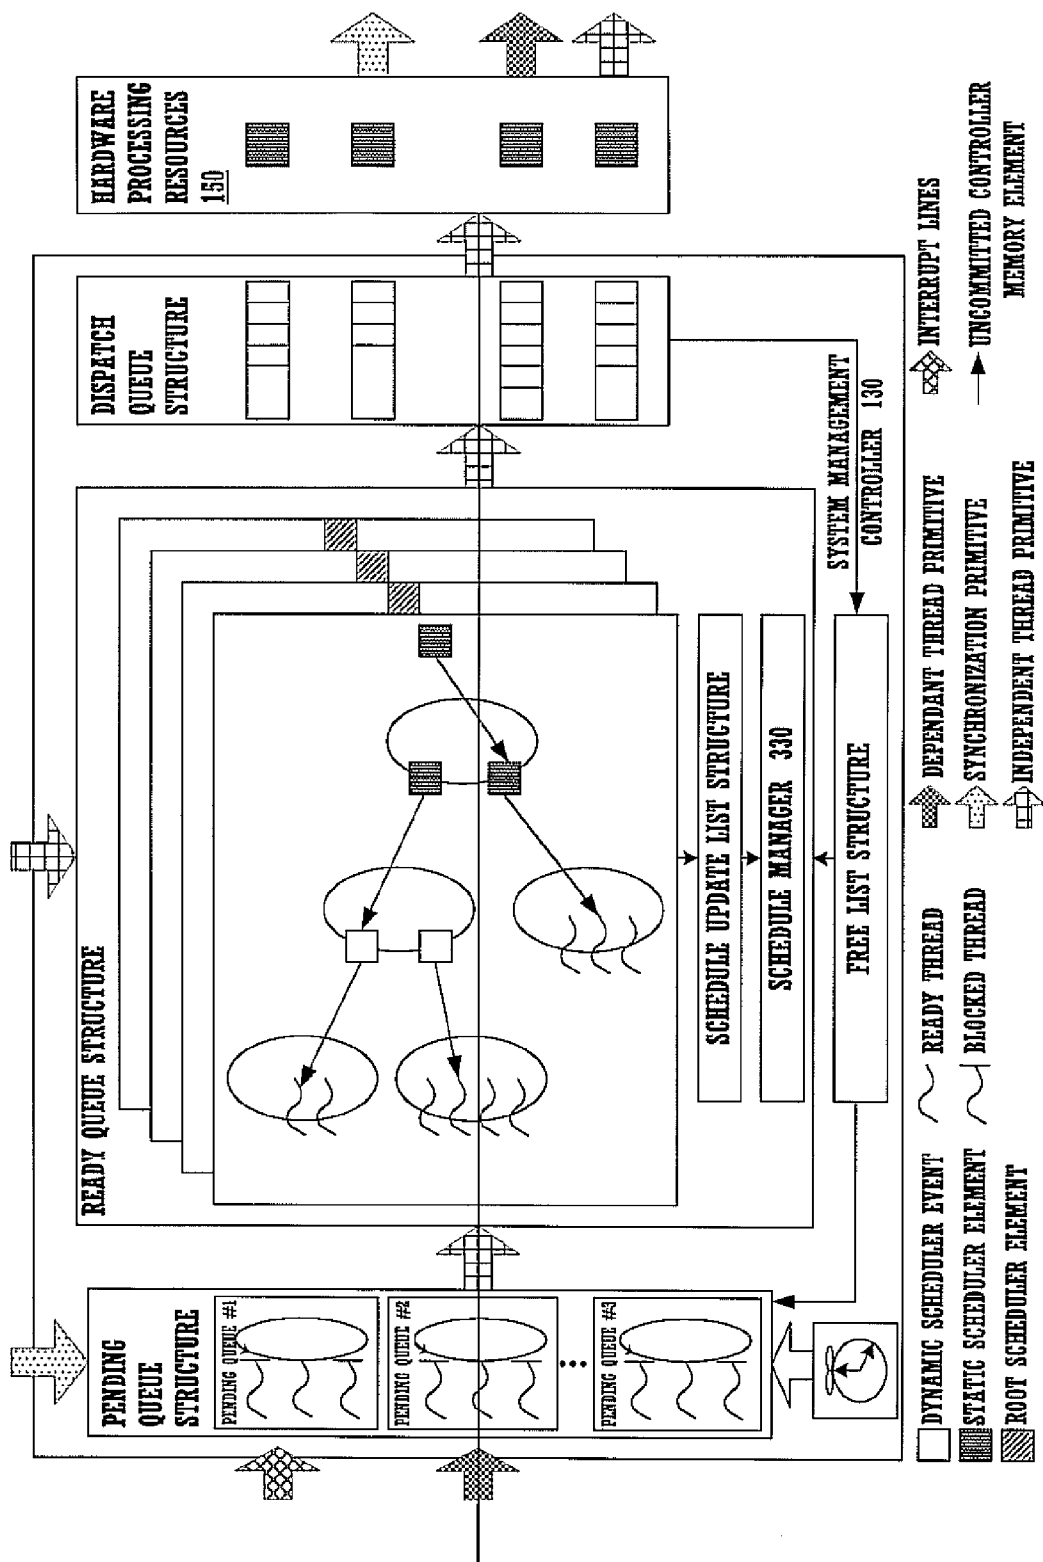 PENDING
QUEUE
STRUCTURE
PENDING QUEUE #1
PENDING QUEUE #2
PENDING QUEUE #3
READY QUEUE STRUCTURE
SCHEDULE UPDATE LIST STRUCTURE
SCHEDULE MANAGER 330
FREE LIST STRUCTURE
SYSTEM MANAGEMENT
CONTROLLER 130
DISPATCH
QUEUE
STRUCTURE
HARDWARE
PROCESSING
RESOURCES
150
DYNAMIC SCHEDULER EVENT
STATIC SCHEDULER ELEMENT
ROOT SCHEDULER ELEMENT
READY THREAD
BLOCKED THREAD
DEPENDANT THREAD PRIMITIVE
SYNCHRONIZATION PRIMITIVE
INDEPENDENT THREAD PRIMITIVE
INTERRUPT LINES
UNCOMMITTED CONTROLLER
MEMORY ELEMENT